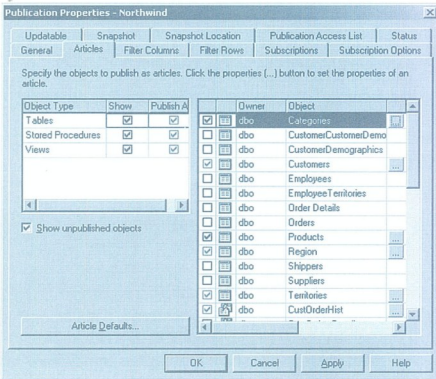 Publication Properties - Northwind
Updatable Snapshot Snapshot Location Publication Access List Status
General Articles Filter Columns Filter Rows Subscriptions Subscription Options
Specify the objects to publish as articles. Click the properties (...) button to set the properties of an
article.
Object Type Show Publish A
Tables
Stored Procedures
Views
Show unpublished objects
Article Defaults...
Owner Object
dbo Categories
dbo CustomerCustomerDemo
dbo CustomerDemographics
dbo Customers ...
dbo Employees
dbo EmployeeTerritories
dbo Order Details
dbo Orders
dbo Products ...
dbo Region ...
dbo Shippers
dbo Suppliers
dbo Territories ...
dbo CustOrderHist ...
OK Cancel Apply Help